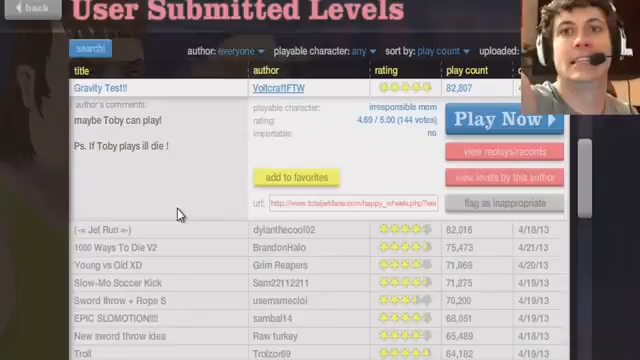 back
User Submitted Levels
search!
author: everyone
playable character: any
sort by: play count
uploaded:
title author rating play count
Gravity Test!! VoltcraftFTW 82,807
author's comments:
maybe Toby can play!
Ps. If Toby plays ill die !
playable character: irresponsible mom
rating: 4.69 / 5.00 (144 votes)
importable: no
Play Now
view replays/records
view levels by this author
flag as inappropriate
add to favorites
url: http://www.totaljerkface.com/happy_wheels.php?
(-= Jet Run =-) dylanthecool02 82,016 4/18/13
1000 Ways To Die V2 BrandonHalo 75,473 4/21/13
Young vs Old XD Grim Reapers 71,969 4/20/13
Slow-Mo Soccer Kick Sam22112211 71,275 4/19/13
Sword throw + Rope S usernamecloi 70,200 4/19/13
EPIC SLOMOTION!!!! sambal14 68,051 4/19/13
New sword throw idea Raw turkey 65,489 4/18/13
Troll Trolzor69 64,182 4/19/13